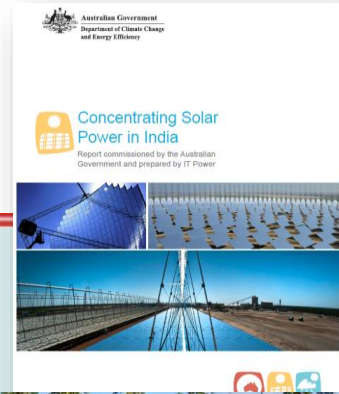 Australian Government
Department of Climate Change
and Energy Efficiency
Concentrating Solar
Power in India
Report commissioned by the Australian
Government and prepared by IT Power